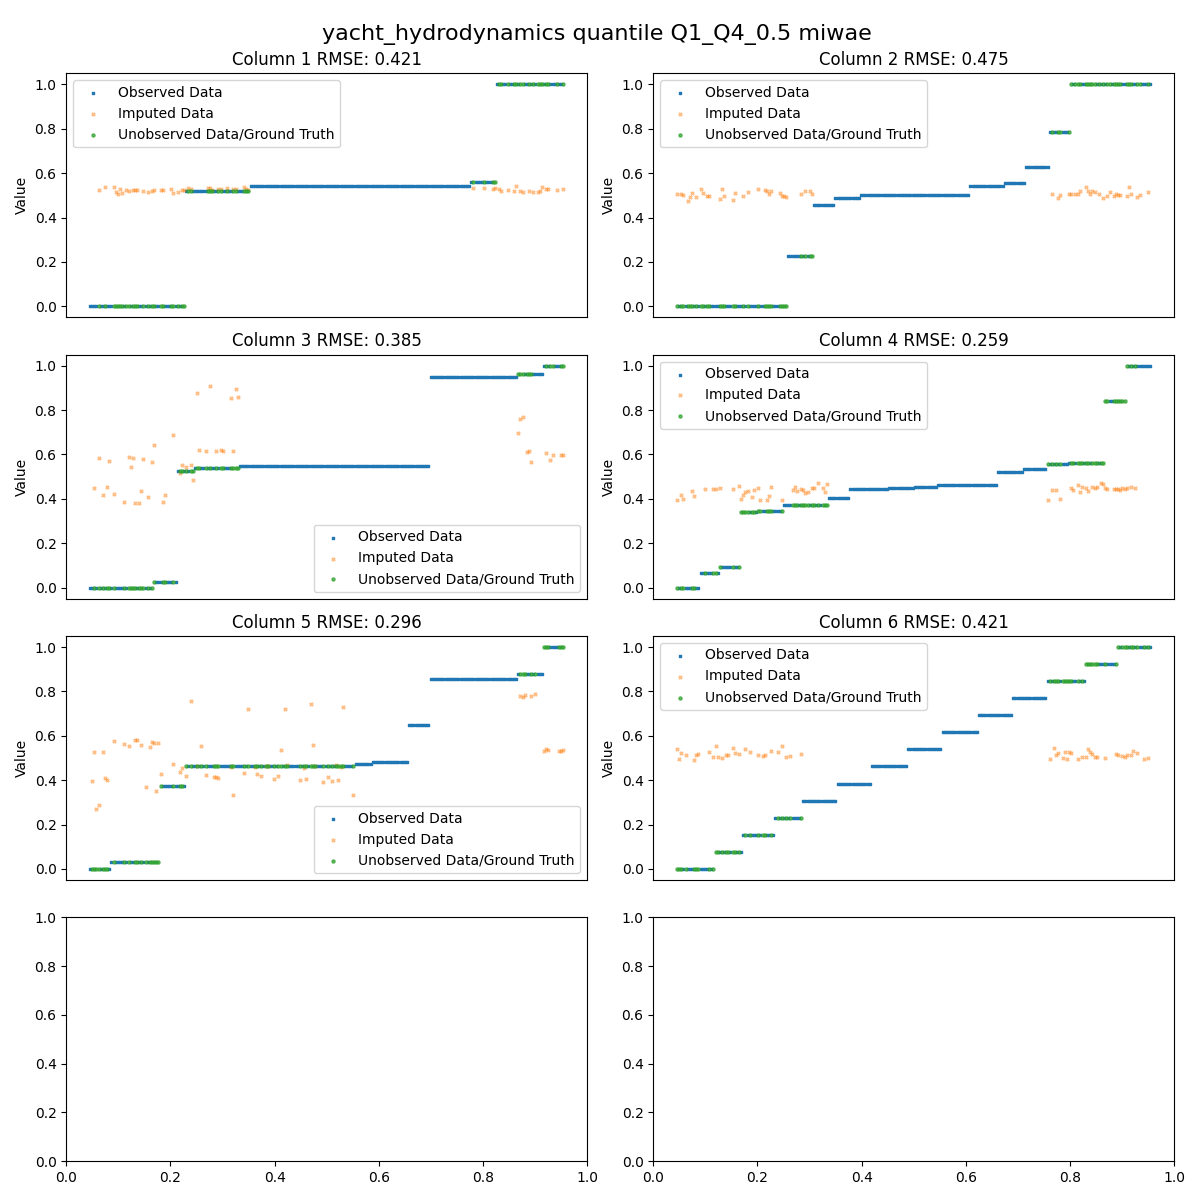 yacht_hydrodynamics quantile Q1_Q4_0.5 miwae
Column 1 RMSE: 0.421
Column 2 RMSE: 0.475
1.0
0.8
0.6
0.4
0.2
0.0
Value
Observed Data
Imputed Data
Unobserved Data/Ground Truth
1.0
0.8
0.6
0.4
0.2
0.0
Value
Observed Data
Imputed Data
Unobserved Data/Ground Truth
Column 3 RMSE: 0.385
Column 4 RMSE: 0.259
1.0
0.8
0.6
0.4
0.2
0.0
Value
Observed Data
Imputed Data
Unobserved Data/Ground Truth
1.0
0.8
0.6
0.4
0.2
0.0
Value
Observed Data
Imputed Data
Unobserved Data/Ground Truth
Column 5 RMSE: 0.296
Column 6 RMSE: 0.421
1.0
0.8
0.6
0.4
0.2
0.0
Value
Observed Data
Imputed Data
Unobserved Data/Ground Truth
1.0
0.8
0.6
0.4
0.2
0.0
Value
Observed Data
Imputed Data
Unobserved Data/Ground Truth
1.0
0.8
0.6
0.4
0.2
0.0
0.0 0.2 0.4 0.6 0.8 1.0
1.0
0.8
0.6
0.4
0.2
0.0
0.0 0.2 0.4 0.6 0.8 1.0